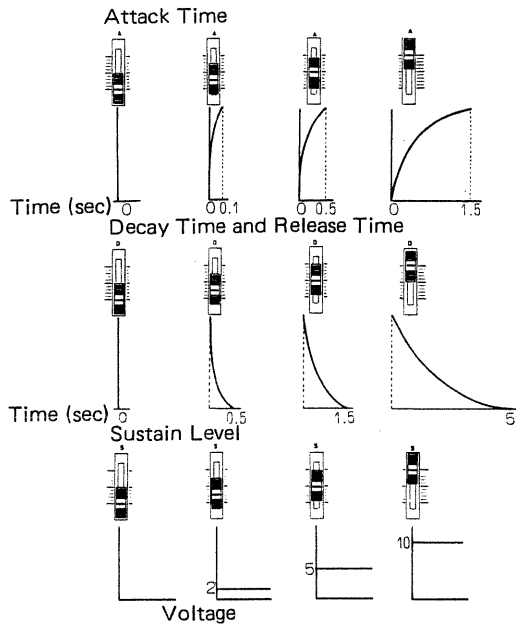 Attack Time
A A A A
Time (sec) 0 0 0.1 0 0.5 0 1.5
Decay Time and Release Time
D D D D
Time (sec) 0 0.5 1.5 5
Sustain Level
S S S S
2 5 10
Voltage